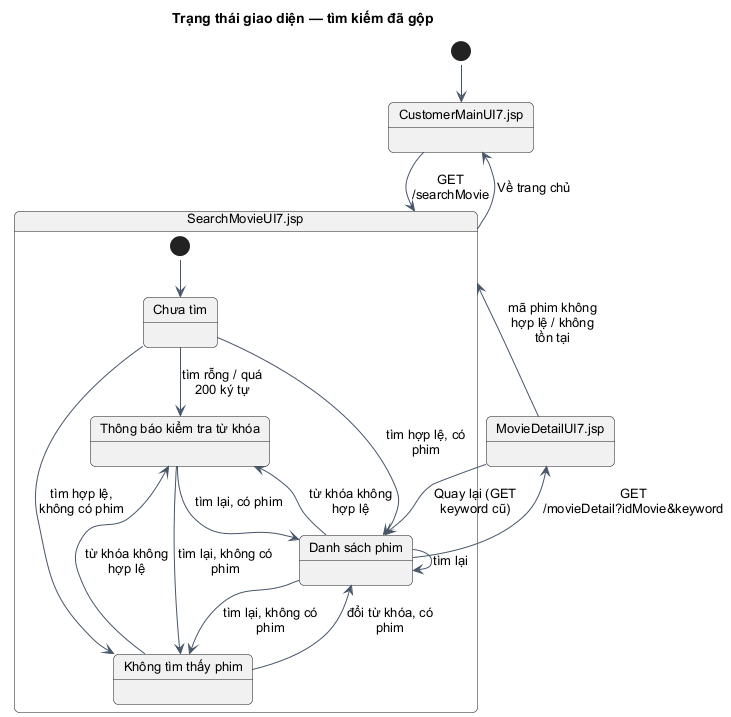 Trạng thái giao diện — tìm kiếm đã gộp
CustomerMainUI7.jsp
GET
/searchMovie
Về trang chủ
SearchMovieUI7.jsp
Chưa tìm
mã phim không
hợp lệ / không
tồn tại
tìm rỗng / quá
200 ký tự
Thông báo kiểm tra từ khóa
MovieDetailUI7.jsp
tìm hợp lệ, có
phim
tìm hợp lệ,
không có phim
tìm lại, có phim
từ khóa không
hợp lệ
Quay lại (GET
keyword cũ)
GET
/movieDetail?idMovie&keyword
từ khóa không
hợp lệ
tìm lại, không có
phim
Danh sách phim
tìm lại
tìm lại, không có
phim
đổi từ khóa, có
phim
Không tìm thấy phim